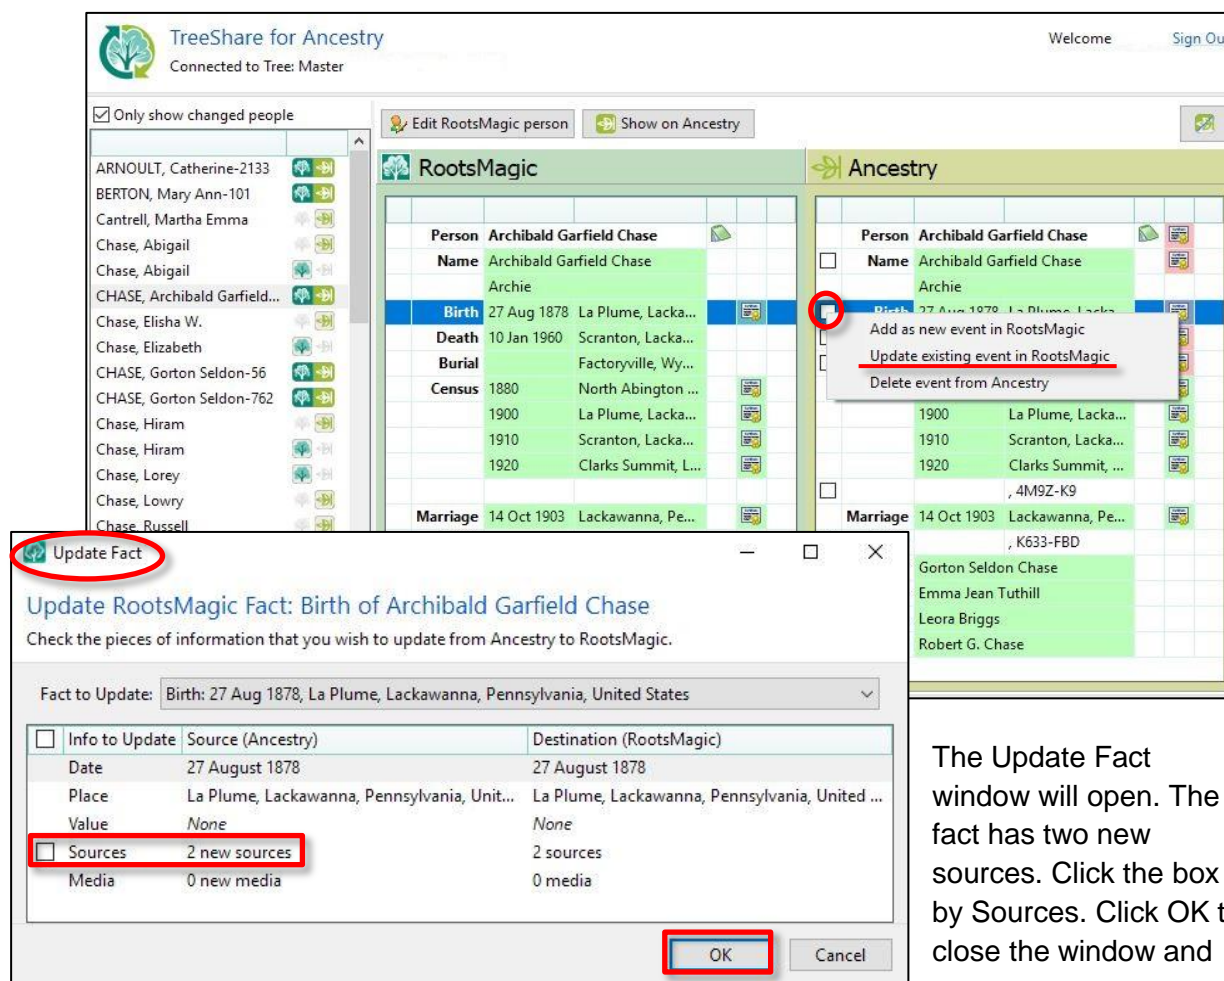 TreeShare for Ancestry
Connected to Tree: Master
Welcome Sign Ou
Only show changed people
ARNOULT, Catherine-2133
BERTON, Mary Ann-101
Cantrell, Martha Emma
Chase, Abigail
Chase, Abigail
CHASE, Archibald Garfield...
Chase, Elisha W.
Chase, Elizabeth
CHASE, Gorton Seldon-56
CHASE, Gorton Seldon-762
Chase, Hiram
Chase, Hiram
Chase, Lorey
Chase, Lowry
Chase, Russell
Edit RootsMagic person Show on Ancestry
RootsMagic
Person Archibald Garfield Chase
Name Archibald Garfield Chase
Archie
Birth 27 Aug 1878 La Plume, Lacka...
Death 10 Jan 1960 Scranton, Lacka...
Burial Factoryville, Wy...
Census 1880 North Abington ...
1900 La Plume, Lacka...
1910 Scranton, Lacka...
1920 Clarks Summit, L...
Marriage 14 Oct 1903 Lackawanna, Pe...
Ancestry
Person Archibald Garfield Chase
Name Archibald Garfield Chase
Archie
Birth 27 Aug 1878 La Plume, Lacka...
Add as new event in RootsMagic
Update existing event in RootsMagic
Delete event from Ancestry
1900 La Plume, Lacka...
1910 Scranton, Lacka...
1920 Clarks Summit, ...
, 4M9Z-K9
Marriage 14 Oct 1903 Lackawanna, Pe...
, K633-FBD
Gorton Seldon Chase
Emma Jean Tuthill
Leora Briggs
Robert G. Chase
Update Fact
Update RootsMagic Fact: Birth of Archibald Garfield Chase
Check the pieces of information that you wish to update from Ancestry to RootsMagic.
Fact to Update: Birth: 27 Aug 1878, La Plume, Lackawanna, Pennsylvania, United States
Info to Update Source (Ancestry) Destination (RootsMagic)
Date 27 August 1878 27 August 1878
Place La Plume, Lackawanna, Pennsylvania, Unit... La Plume, Lackawanna, Pennsylvania, United ...
Value None None
Sources 2 new sources 2 sources
Media 0 new media 0 media
OK Cancel
The Update Fact
window will open. The
fact has two new
sources. Click the box
by Sources. Click OK t
close the window and